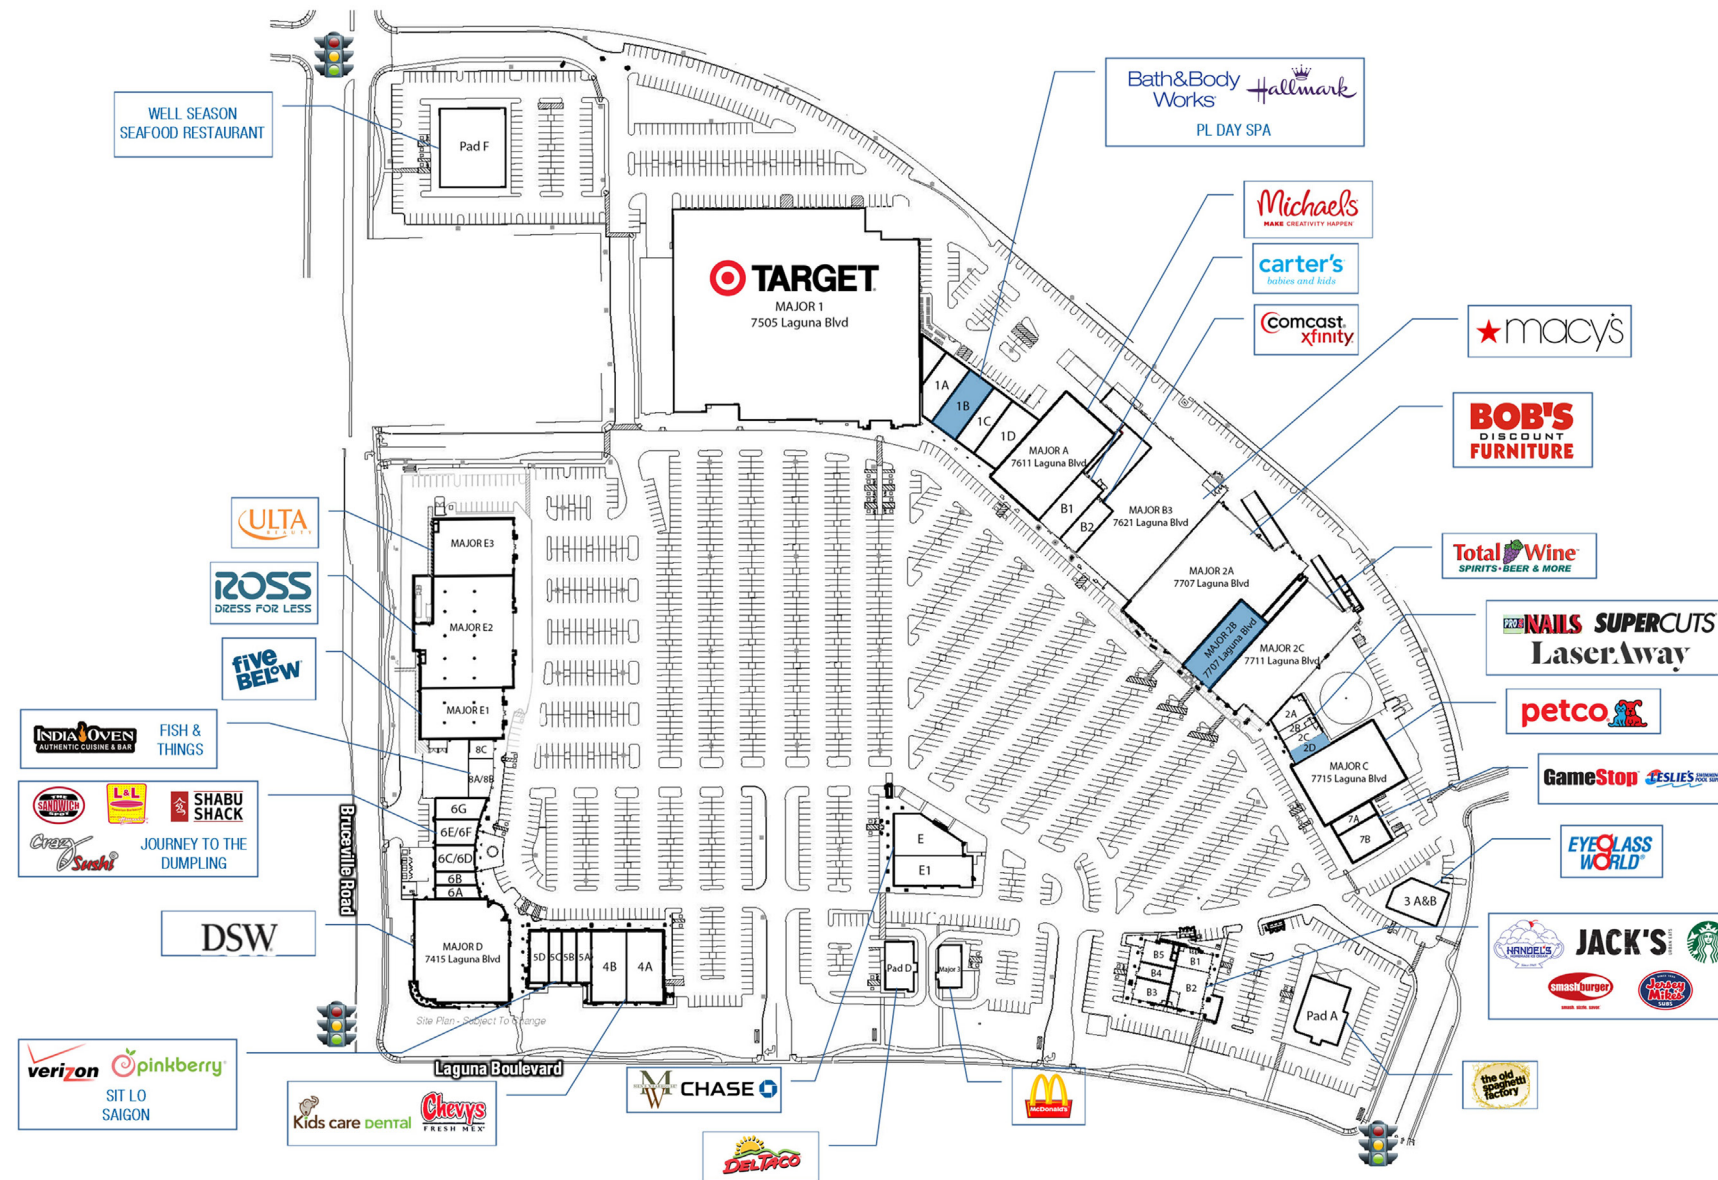 WELL SEASON
SEAFOOD RESTAURANT
Pad F
Bath&Body
Works
Hallmark
PL DAY SPA
Michaels
MAKE CREATIVITY HAPPEN
carter's
babies and kids
comcast
xfinity
macy's
BOB'S
DISCOUNT
FURNITURE
Total Wine
SPIRITS • BEER & MORE
PRO NAILS SUPERCUTS
LaserAway
petco
GameStop LESLIE'S
EYEGLASS
WORLD
HANDEL'S
JACK'S
URBAN EATS
smashburger
Jersey
Mike's
SUBS
the old
spaghetti
factory
TARGET
MAJOR 1
7505 Laguna Blvd
1A
1B
1C
1D
MAJOR A
7611 Laguna Blvd
B1
B2
MAJOR B3
7621 Laguna Blvd
MAJOR 2A
7707 Laguna Blvd
MAJOR 2B
7707 Laguna Blvd
MAJOR 2C
7711 Laguna Blvd
2A
2B
2C
2D
MAJOR C
7715 Laguna Blvd
7A
7B
3 A&B
ULTA
BEAUTY
ROSS
DRESS FOR LESS
five
BELOW
MAJOR E3
MAJOR E2
MAJOR E1
8C
8A/8B
6G
6E/6F
6C/6D
6B
6A
INDIA OVEN
AUTHENTIC CUISINE & BAR
FISH &
THINGS
THE
SANDWICH
SPOT
L&L
SHABU
SHACK
Crazy
Sushi
JOURNEY TO THE
DUMPLING
Bruceville Road
DSW
MAJOR D
7415 Laguna Blvd
5D
5C
5B
5A
4B
4A
E
E1
Pad D
Major 3
B5
B4
B3
B1
B2
Pad A
Site Plan - Subject To Change
Laguna Boulevard
verizon
pinkberry
SIT LO
SAIGON
Kids care DENTAL
Chevys
FRESH MEX
MW
CHASE
DEL TACO
McDonald's